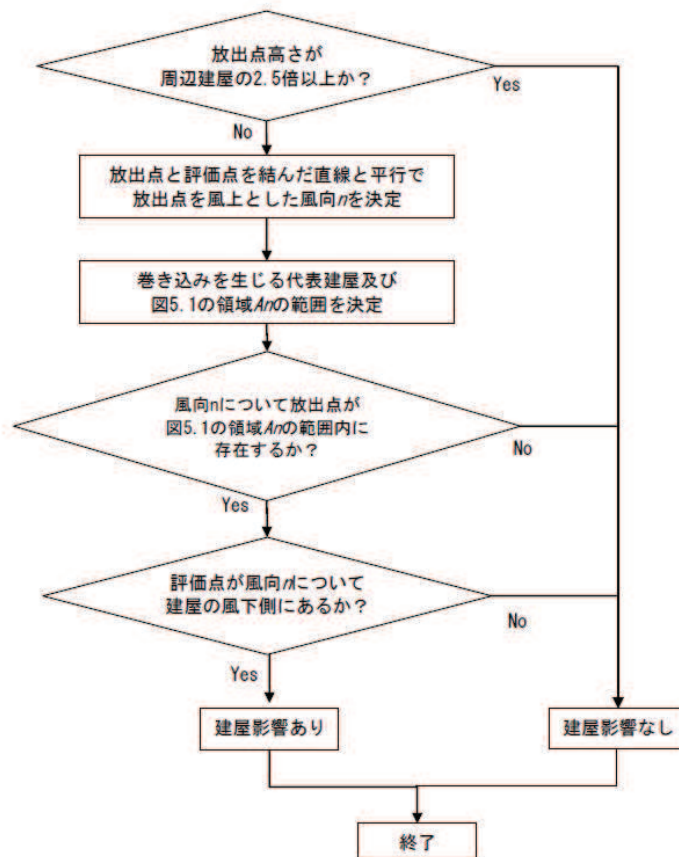 放出点高さが
周辺建屋の2.5倍以上か？
Yes
No
放出点と評価点を結んだ直線と平行で
放出点を風上とした風向nを決定
巻き込みを生じる代表建屋及び
図5.1の領域Anの範囲を決定
風向nについて放出点が
図5.1の領域Anの範囲内に
存在するか？
No
Yes
評価点が風向nについて
建屋の風下側にあるか？
No
Yes
建屋影響あり
建屋影響なし
終了